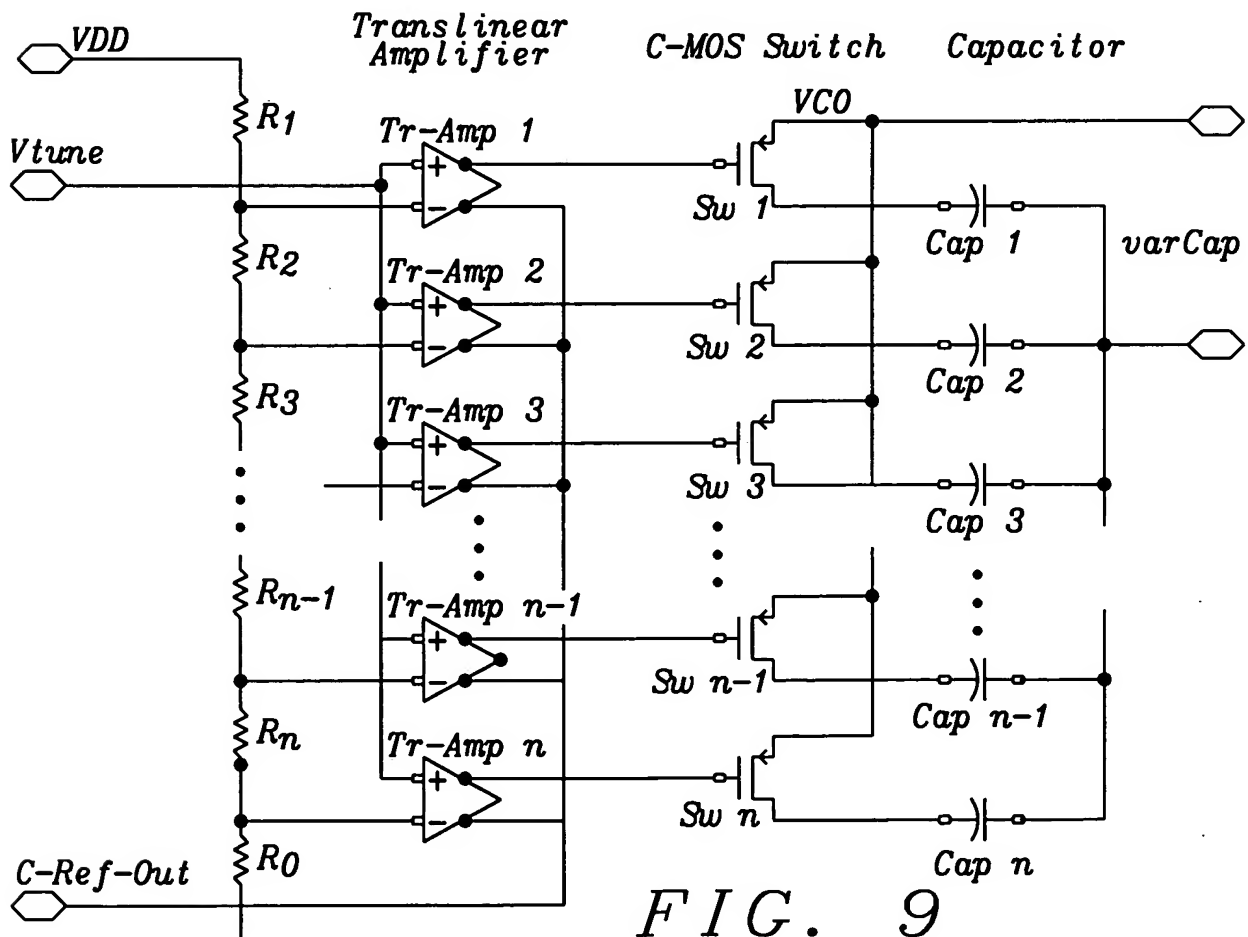 VDD
Translinear
Amplifier
C-MOS Switch
Capacitor
R1
Vtune
Tr-Amp 1
+
-
VCO
Sw 1
Cap 1
varCap
R2
Tr-Amp 2
+
-
Sw 2
Cap 2
R3
Tr-Amp 3
+
-
Sw 3
Cap 3
Rn-1
Tr-Amp n-1
+
-
Sw n-1
Cap n-1
Rn
Tr-Amp n
+
-
Sw n
Cap n
R0
C-Ref-Out
FIG. 9